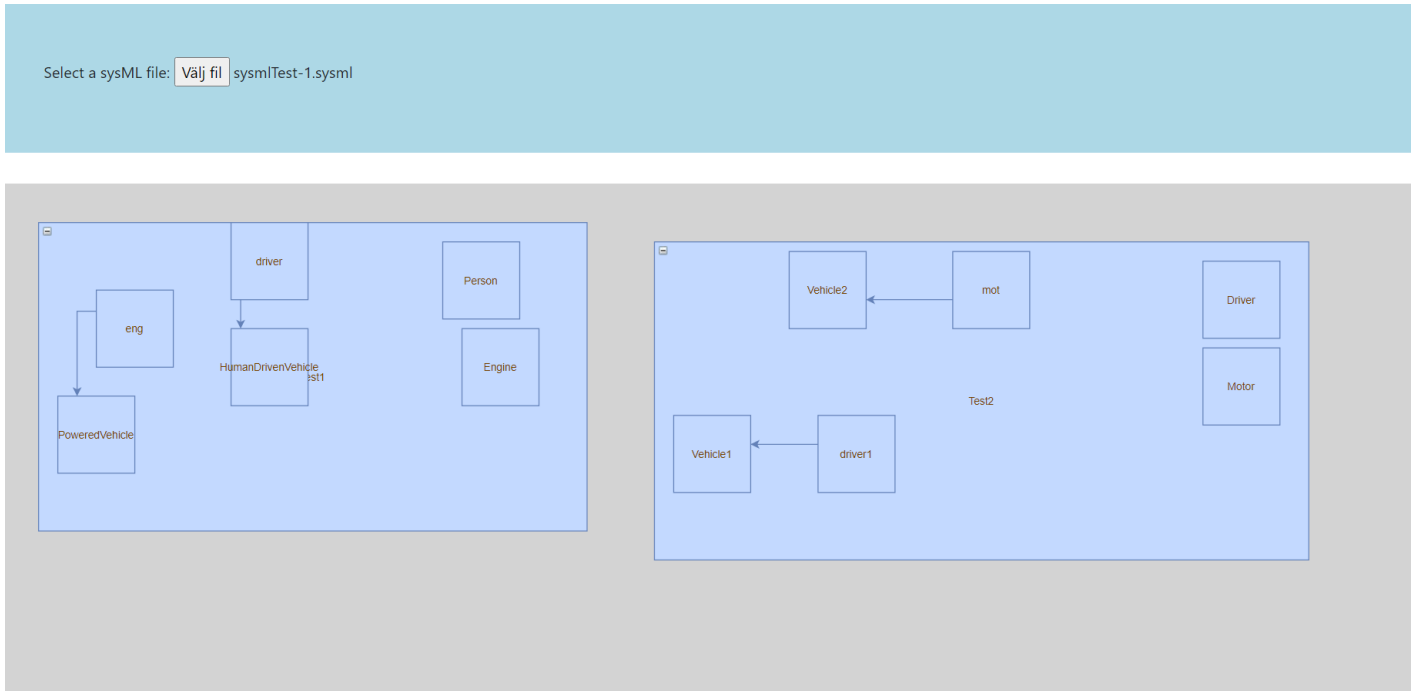 Select a sysML file: Välj fil sysmlTest-1.sysml
driver
Person
eng
HumanDrivenVehicle
est1
Engine
PoweredVehicle
Vehicle2
mot
Driver
Motor
Test2
Vehicle1
driver1